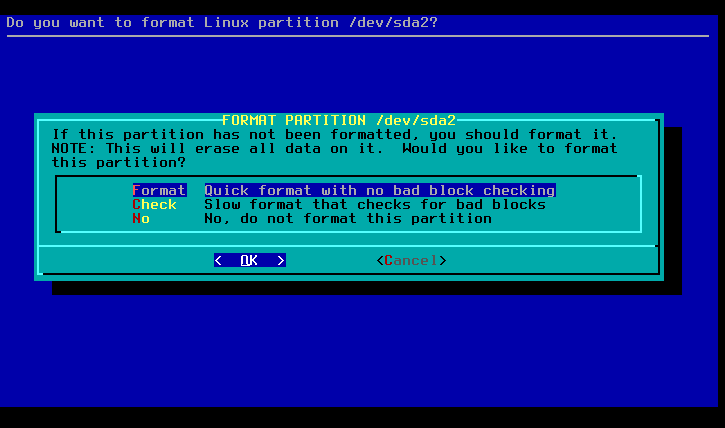 Do you want to format Linux partition /dev/sda2?
FORMAT PARTITION /dev/sda2
If this partition has not been formatted, you should format it.
NOTE: This will erase all data on it.  Would you like to format
this partition?
Format  Quick format with no bad block checking
Check   Slow format that checks for bad blocks
No      No, do not format this partition
<  OK  >          <Cancel>